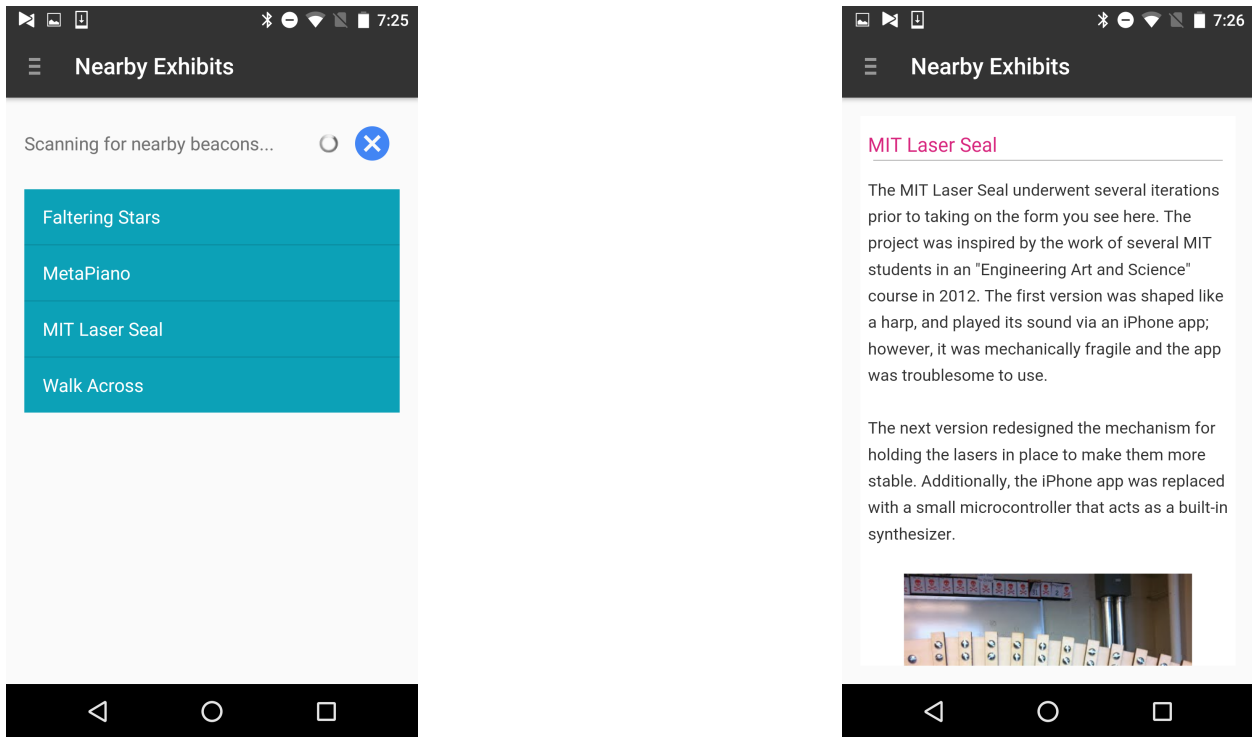 7:25
Nearby Exhibits
Scanning for nearby beacons...
Faltering Stars
MetaPiano
MIT Laser Seal
Walk Across
7:26
Nearby Exhibits
MIT Laser Seal
The MIT Laser Seal underwent several iterations
prior to taking on the form you see here. The
project was inspired by the work of several MIT
students in an "Engineering Art and Science"
course in 2012. The first version was shaped like
a harp, and played its sound via an iPhone app;
however, it was mechanically fragile and the app
was troublesome to use.
The next version redesigned the mechanism for
holding the lasers in place to make them more
stable. Additionally, the iPhone app was replaced
with a small microcontroller that acts as a built-in
synthesizer.